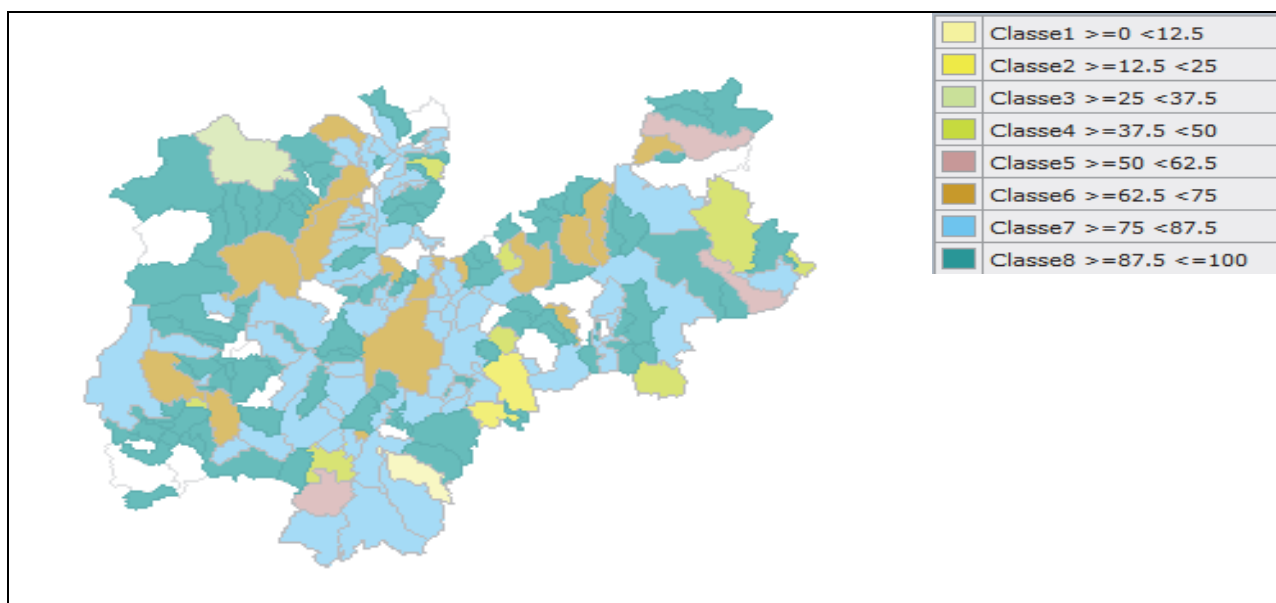 Classe1 >=0 <12.5
Classe2 >=12.5 <25
Classe3 >=25 <37.5
Classe4 >=37.5 <50
Classe5 >=50 <62.5
Classe6 >=62.5 <75
Classe7 >=75 <87.5
Classe8 >=87.5 <=100